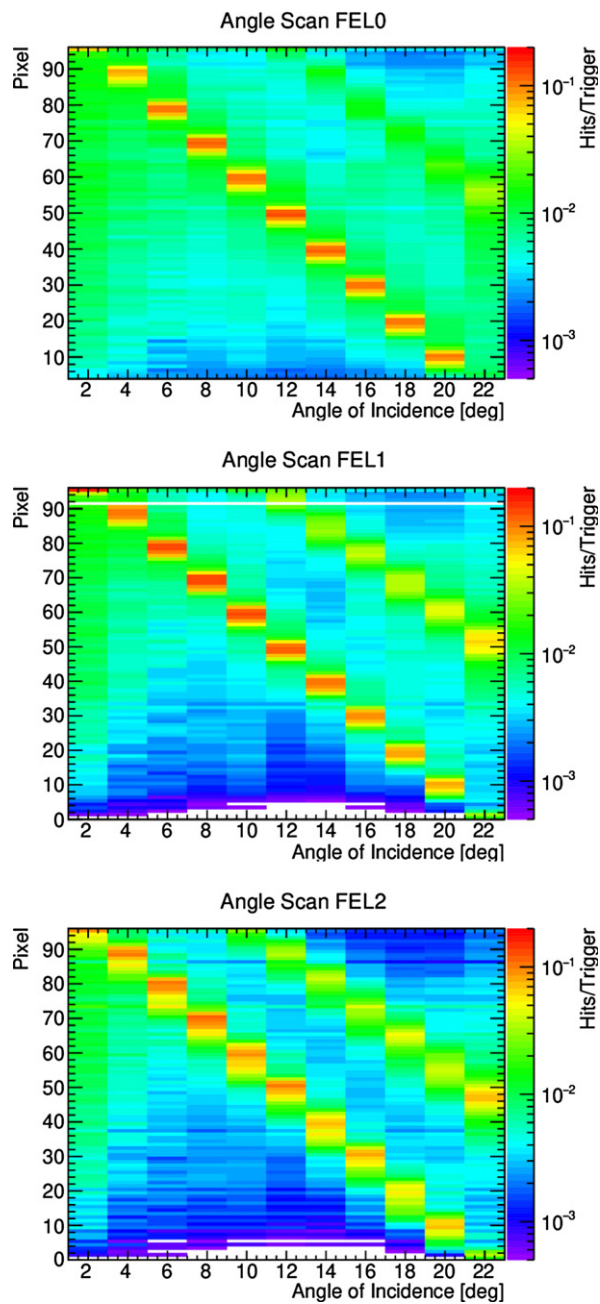 Angle Scan FEL0
Pixel
90
80
70
60
50
40
30
20
10
2 4 6 8 10 12 14 16 18 20 22
Angle of Incidence [deg]
Hits/Trigger
10-1
10-2
10-3
Angle Scan FEL1
Pixel
90
80
70
60
50
40
30
20
10
0
2 4 6 8 10 12 14 16 18 20 22
Angle of Incidence [deg]
Hits/Trigger
10-1
10-2
10-3
Angle Scan FEL2
Pixel
90
80
70
60
50
40
30
20
10
0
2 4 6 8 10 12 14 16 18 20 22
Angle of Incidence [deg]
Hits/Trigger
10-1
10-2
10-3